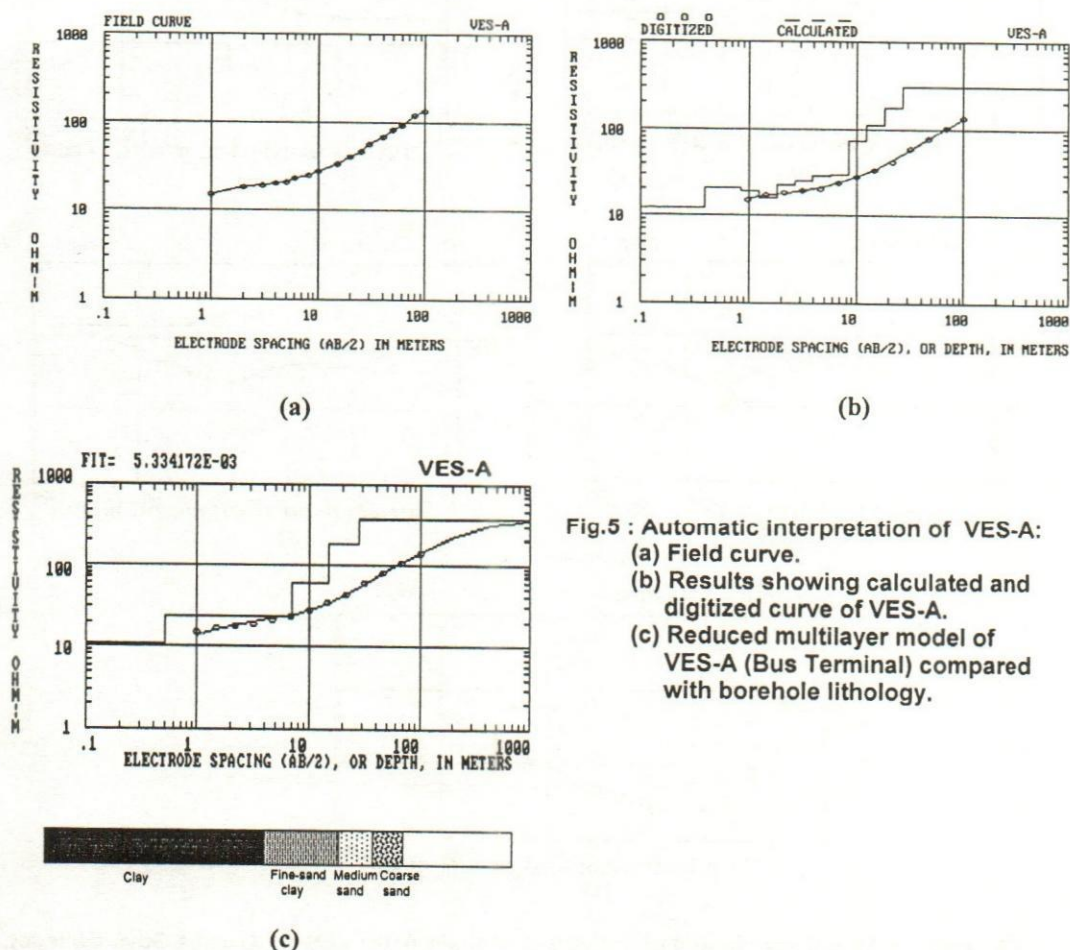 FIELD CURVE VES-A
RESISTIVITY OHM-M
1000
100
10
1
.1 1 10 100 1000
ELECTRODE SPACING (AB/2) IN METERS
(a)
DIGITIZED CALCULATED VES-A
RESISTIVITY OHM-M
1000
100
10
1
.1 1 10 100 1000
ELECTRODE SPACING (AB/2), OR DEPTH, IN METERS
(b)
FIT= 5.334172E-03 VES-A
RESISTIVITY OHM-M
1000
100
10
1
.1 1 10 100 1000
ELECTRODE SPACING (AB/2), OR DEPTH, IN METERS
Clay
Fine-sand
clay
Medium
sand
Coarse
sand
(c)
Fig.5 : Automatic interpretation of VES-A:
(a) Field curve.
(b) Results showing calculated and
digitized curve of VES-A.
(c) Reduced multilayer model of
VES-A (Bus Terminal) compared
with borehole lithology.